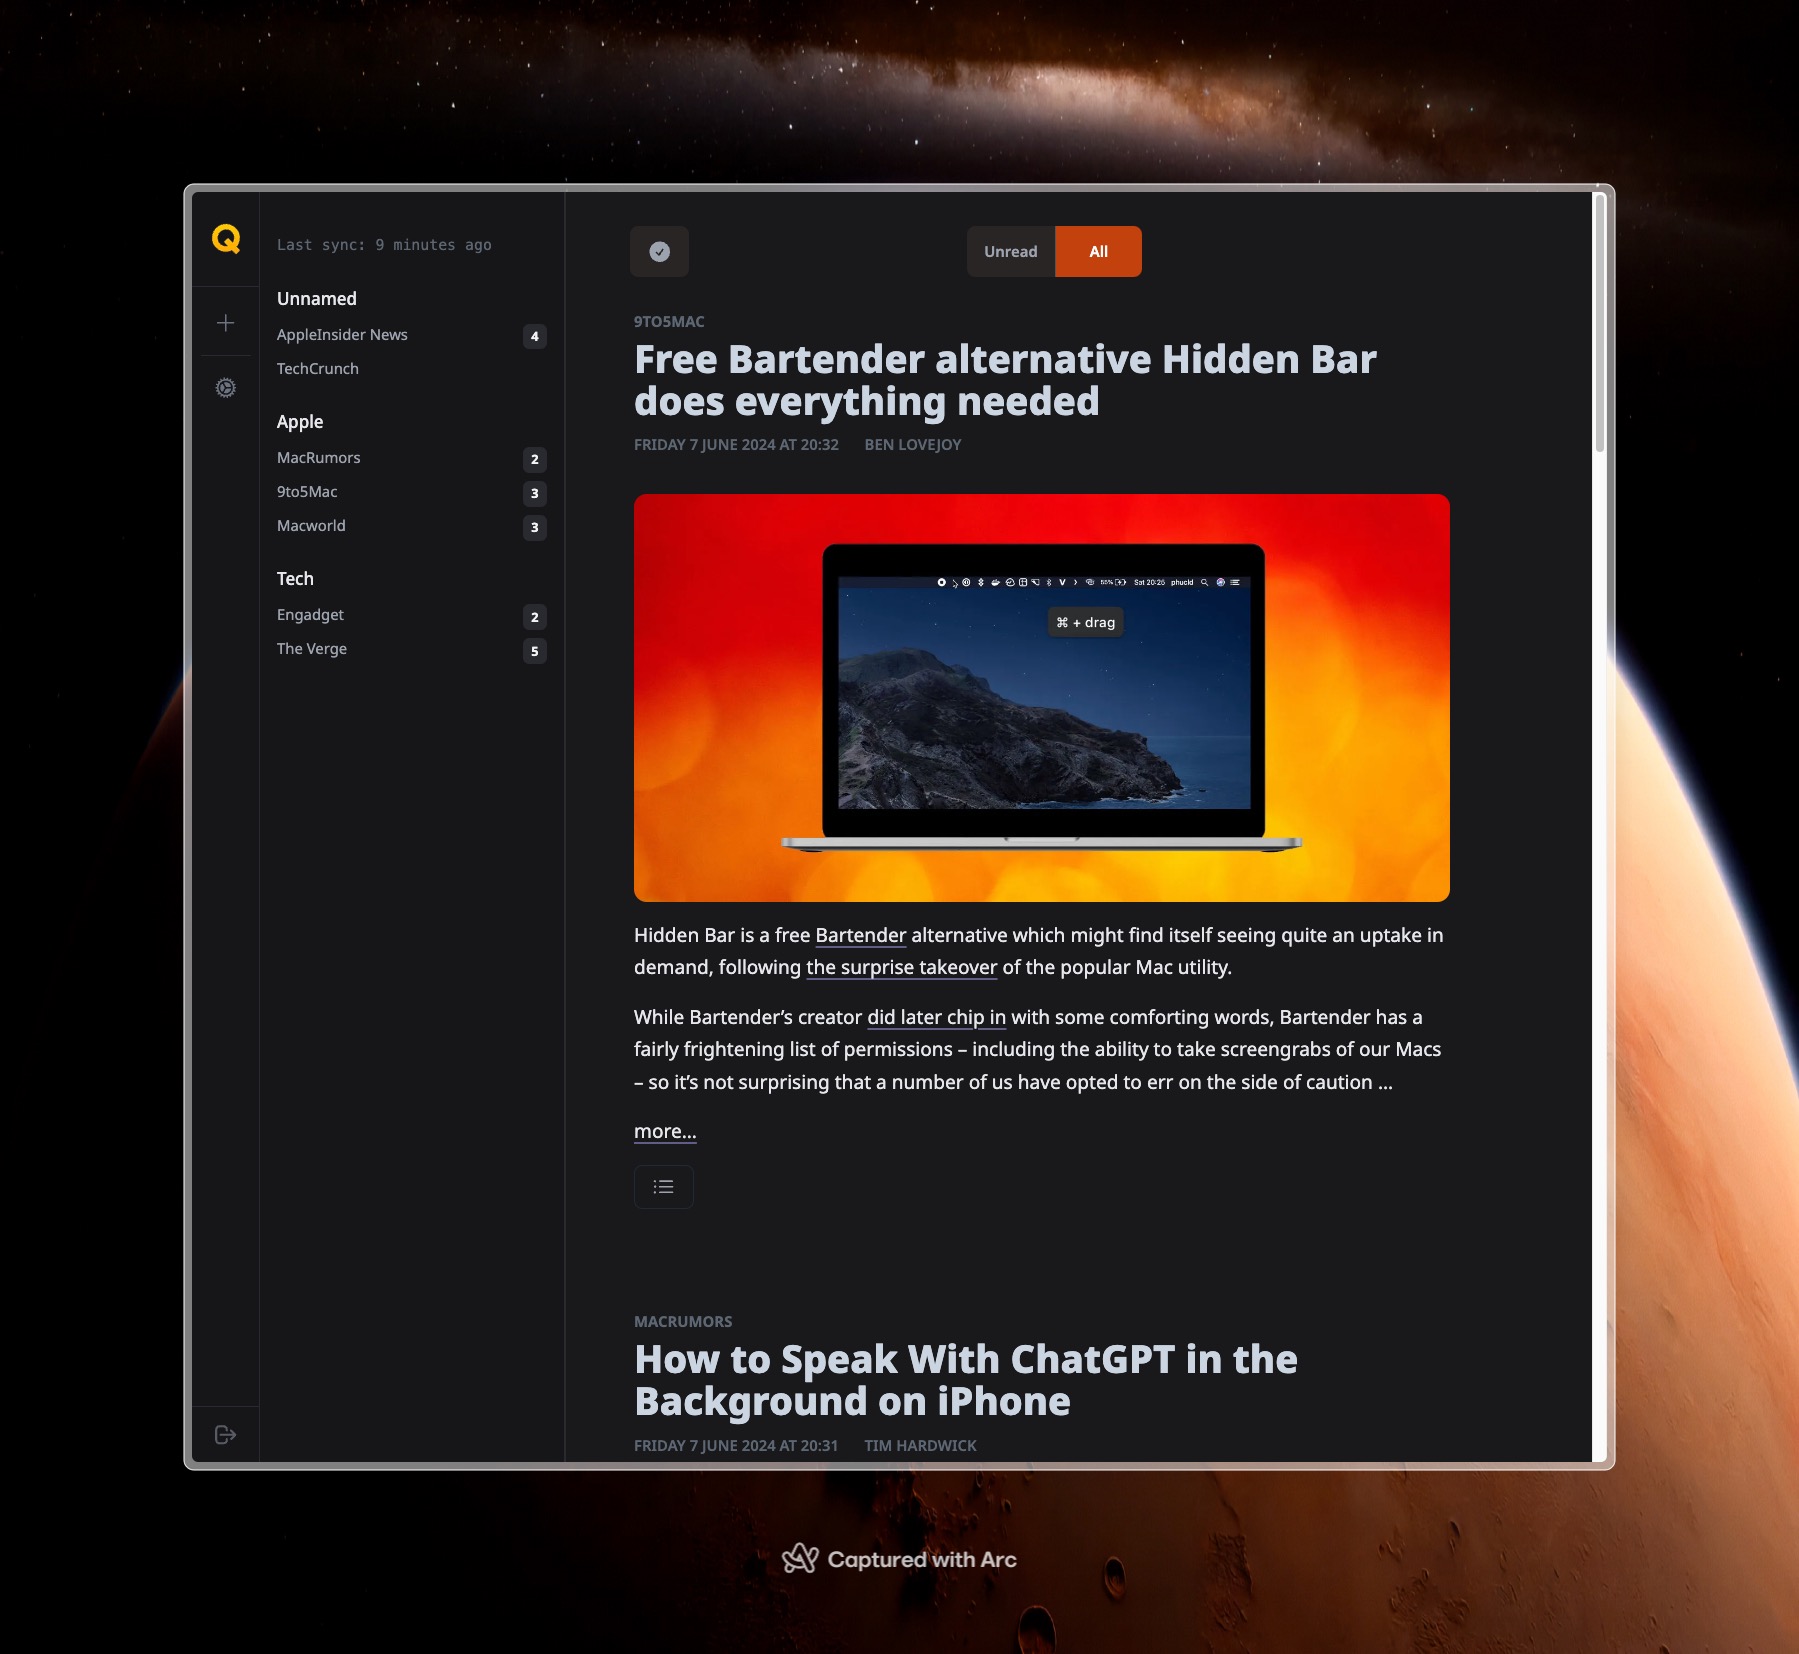 Q
Last sync: 9 minutes ago
Unnamed
AppleInsider News 4
TechCrunch
Apple
MacRumors 2
9to5Mac 3
Macworld 3
Tech
Engadget 2
The Verge 5
Unread All
9TO5MAC
Free Bartender alternative Hidden Bar
does everything needed
FRIDAY 7 JUNE 2024 AT 20:32 BEN LOVEJOY
55% Sat 20:26 phucld
⌘ + drag
Hidden Bar is a free Bartender alternative which might find itself seeing quite an uptake in
demand, following the surprise takeover of the popular Mac utility.
While Bartender’s creator did later chip in with some comforting words, Bartender has a
fairly frightening list of permissions – including the ability to take screengrabs of our Macs
– so it’s not surprising that a number of us have opted to err on the side of caution …
more…
MACRUMORS
How to Speak With ChatGPT in the
Background on iPhone
FRIDAY 7 JUNE 2024 AT 20:31 TIM HARDWICK
Captured with Arc